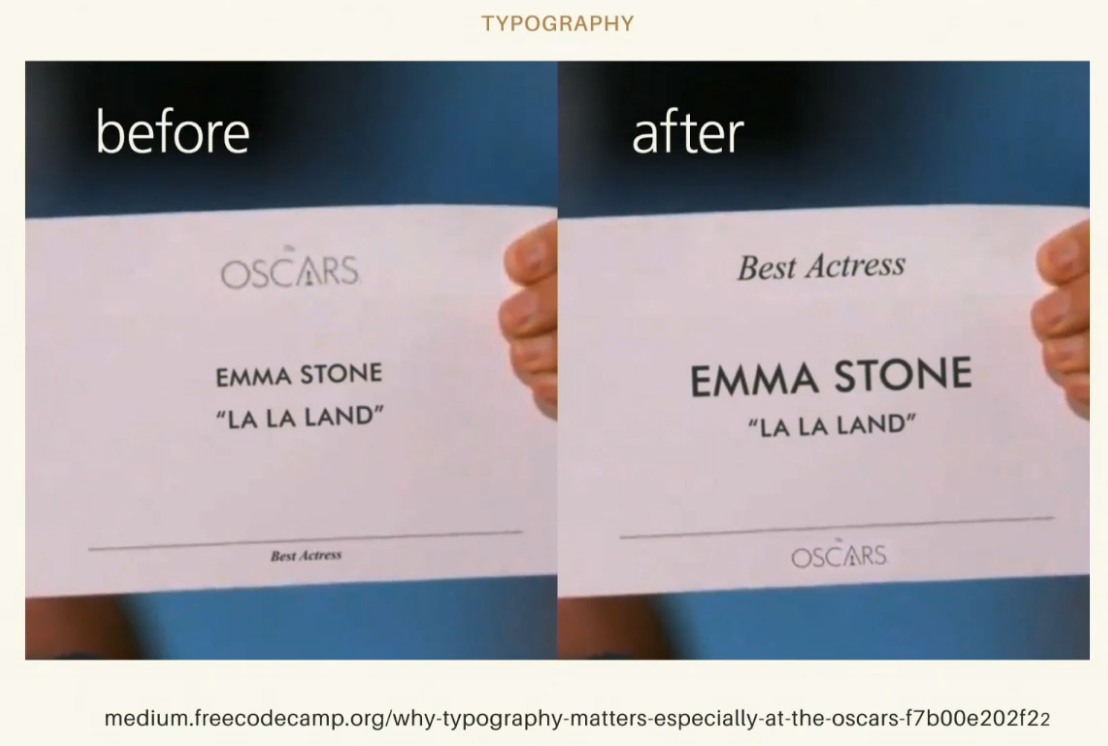 TYPOGRAPHY
before
THE
OSCARS
EMMA STONE
“LA LA LAND”
Best Actress
after
Best Actress
EMMA STONE
“LA LA LAND”
OSCARS
medium.freecodecamp.org/why-typography-matters-especially-at-the-oscars-f7b00e202f22